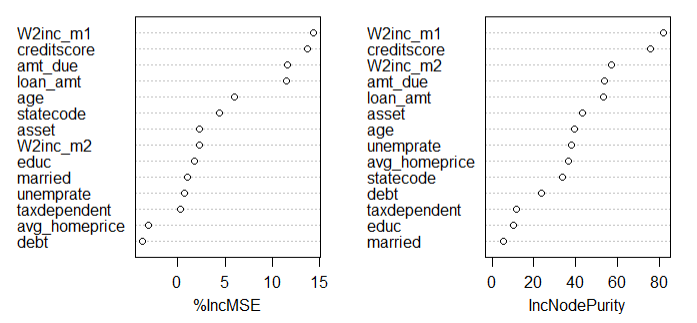 W2inc_m1
creditscore
amt_due
loan_amt
age
statecode
asset
W2inc_m2
educ
married
unemprate
taxdependent
avg_homeprice
debt
0 5 10 15
%IncMSE
W2inc_m1
creditscore
W2inc_m2
amt_due
loan_amt
asset
age
unemprate
avg_homeprice
statecode
debt
taxdependent
educ
married
0 20 40 60 80
IncNodePurity